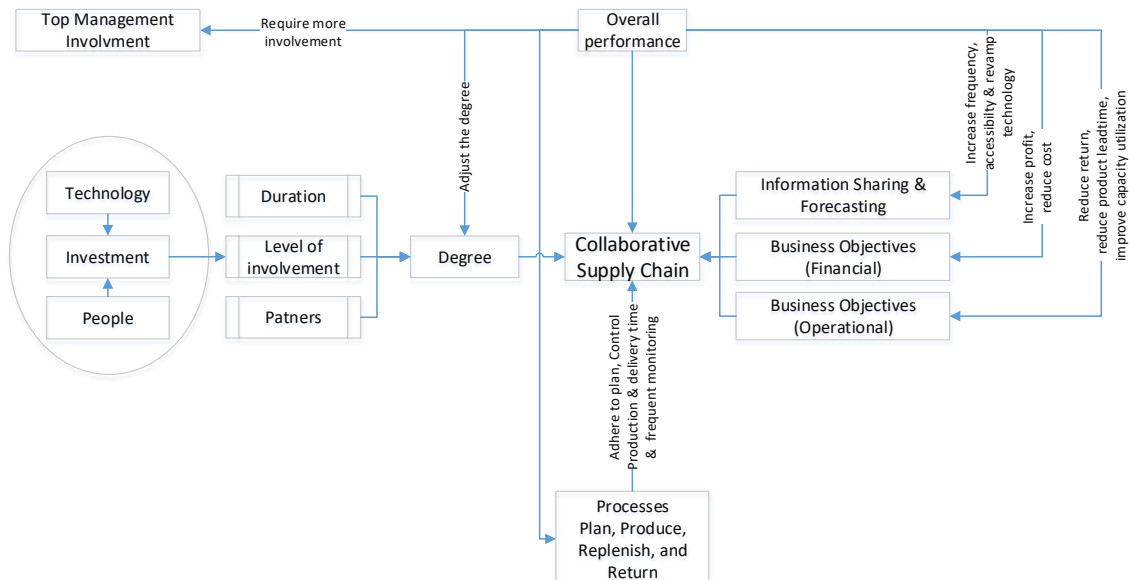 Top Management
Involvment
Require more
involvement
Overall
performance
Adjust the degree
Increase frequency,
accessibilty & revamp
technology
Increase profit,
reduce cost
Reduce return,
reduce product leadtime,
improve capacity utilization
Technology
Investment
People
Duration
Level of
involvement
Patners
Degree
Collaborative
Supply Chain
Information Sharing &
Forecasting
Business Objectives
(Financial)
Business Objectives
(Operational)
Adhere to plan, Control
Production & delivery time
& frequent monitoring
Processes
Plan, Produce,
Replenish, and
Return